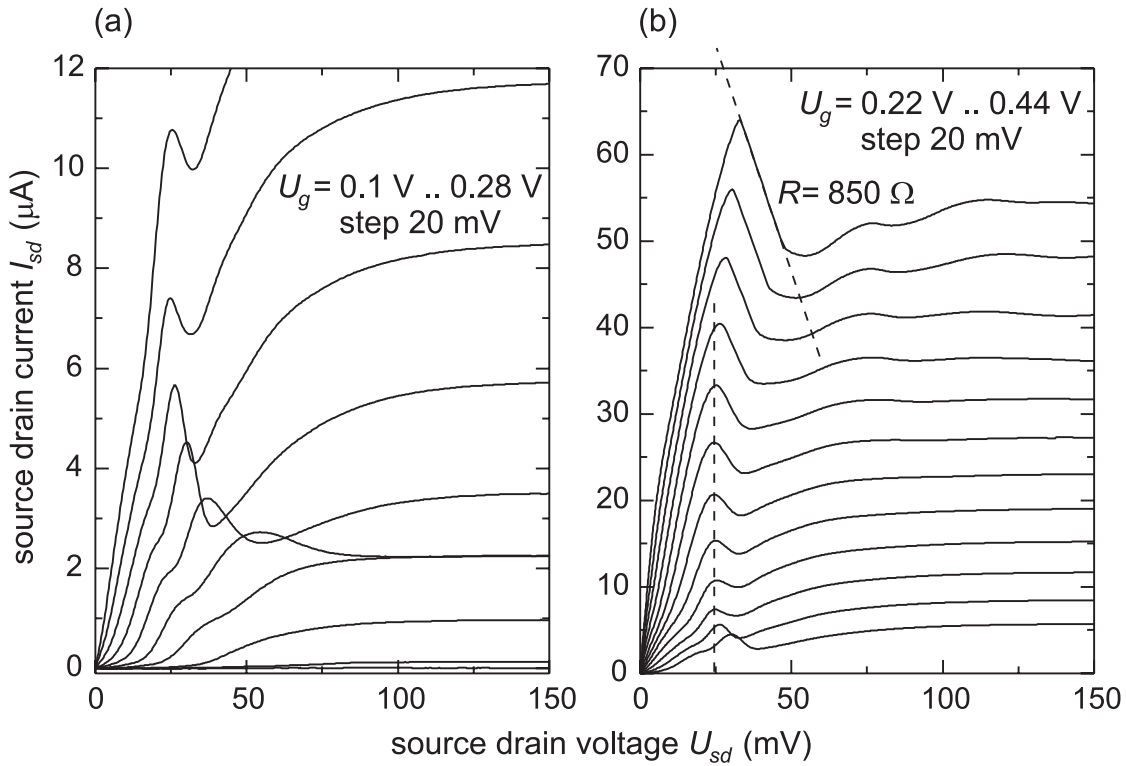 (a)
12
10
8
6
4
2
0
0
50
100
150
U_g = 0.1 V .. 0.28 V
step 20 mV
source drain current I_sd (μA)
(b)
70
60
50
40
30
20
10
0
0
50
100
150
U_g = 0.22 V .. 0.44 V
step 20 mV
R= 850 Ω
source drain voltage U_sd (mV)